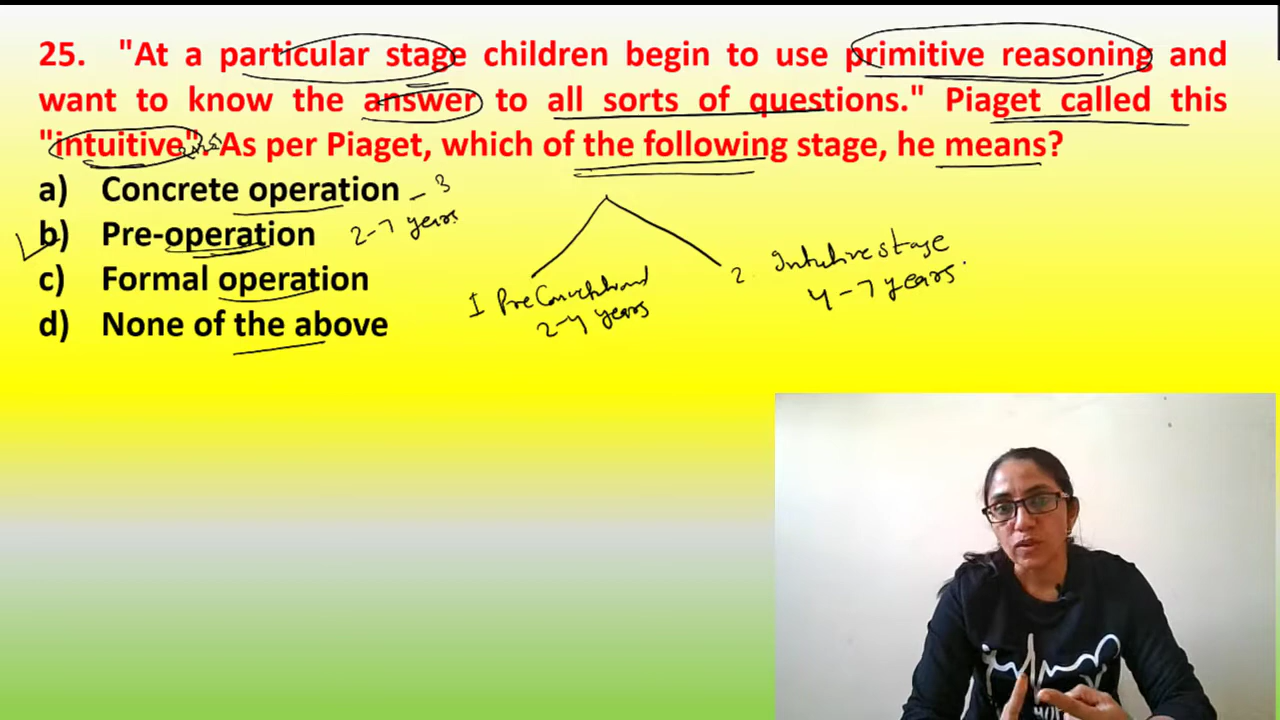 25. "At a particular stage children begin to use primitive reasoning and
want to know the answer to all sorts of questions." Piaget called this
"intuitive". As per Piaget, which of the following stage, he means?
a) Concrete operation - 3
b) Pre-operation 2-7 years
c) Formal operation
d) None of the above
2. Intuitive stage
4-7 years.
1 Pre
2-4 years